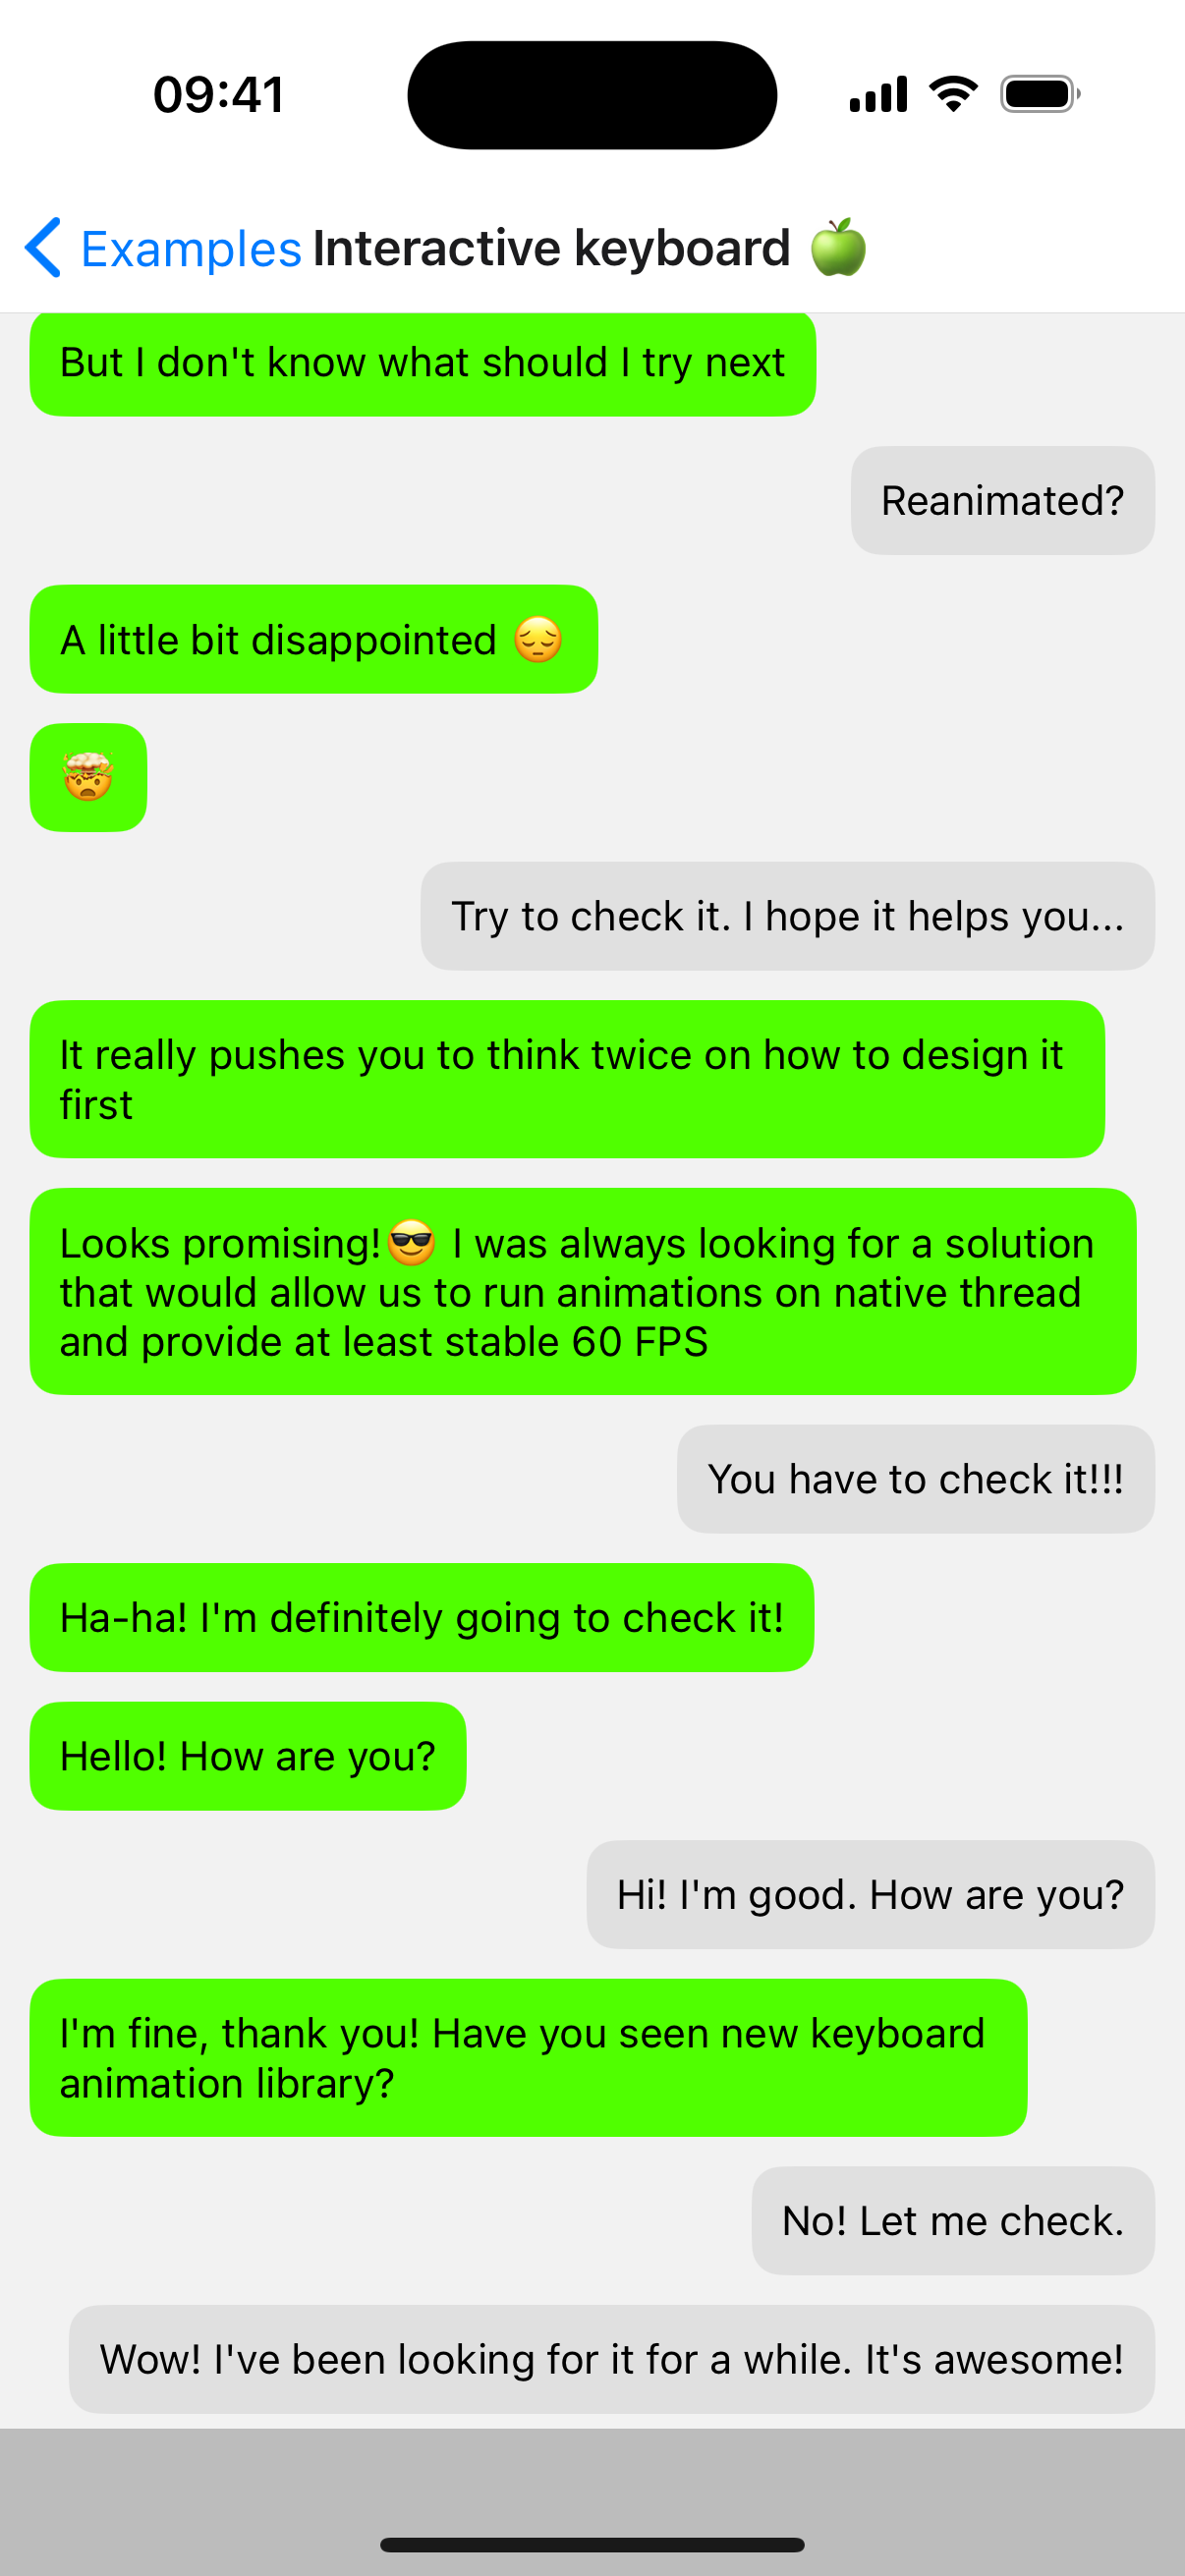 09:41
Examples Interactive keyboard 🍏
But I don't know what should I try next
Reanimated?
A little bit disappointed 😔
🤯
Try to check it. I hope it helps you...
It really pushes you to think twice on how to design it
first
Looks promising!😎 I was always looking for a solution
that would allow us to run animations on native thread
and provide at least stable 60 FPS
You have to check it!!!
Ha-ha! I'm definitely going to check it!
Hello! How are you?
Hi! I'm good. How are you?
I'm fine, thank you! Have you seen new keyboard
animation library?
No! Let me check.
Wow! I've been looking for it for a while. It's awesome!